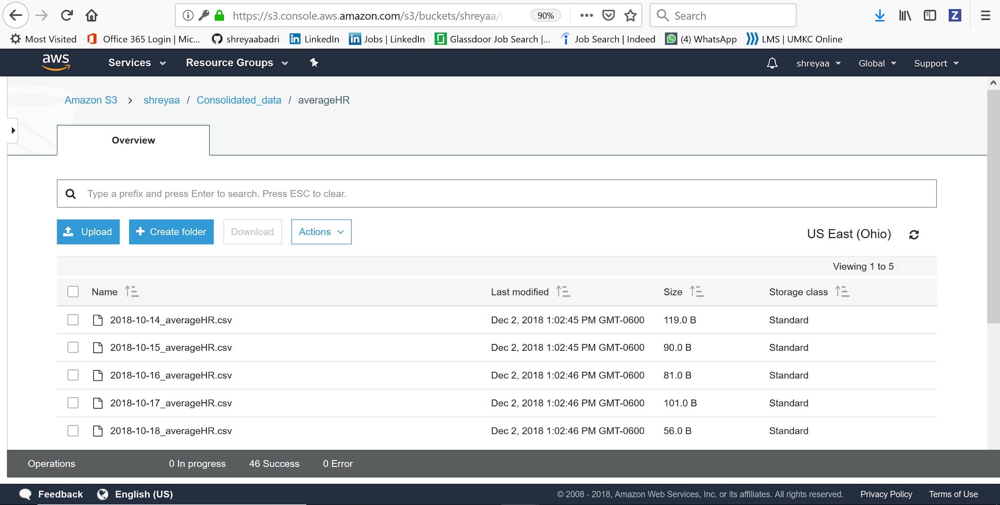 https://s3.console.aws.amazon.com/s3/buckets/shreyaa/ 90% Search
Most Visited Office 365 Login | Mic... shreyaabadri LinkedIn Jobs | LinkedIn Glassdoor Job Search |... Job Search | Indeed (4) WhatsApp LMS | UMKC Online
aws Services Resource Groups shreyaa Global Support
Amazon S3 > shreyaa / Consolidated_data / averageHR
Overview
Type a prefix and press Enter to search. Press ESC to clear.
Upload Create folder Download Actions US East (Ohio)
Viewing 1 to 5
Name Last modified Size Storage class
2018-10-14_averageHR.csv Dec 2, 2018 1:02:45 PM GMT-0600 119.0 B Standard
2018-10-15_averageHR.csv Dec 2, 2018 1:02:45 PM GMT-0600 90.0 B Standard
2018-10-16_averageHR.csv Dec 2, 2018 1:02:46 PM GMT-0600 81.0 B Standard
2018-10-17_averageHR.csv Dec 2, 2018 1:02:46 PM GMT-0600 101.0 B Standard
2018-10-18_averageHR.csv Dec 2, 2018 1:02:46 PM GMT-0600 56.0 B Standard
Operations 0 In progress 46 Success 0 Error
Feedback English (US) © 2008 - 2018, Amazon Web Services, Inc. or its affiliates. All rights reserved. Privacy Policy Terms of Use